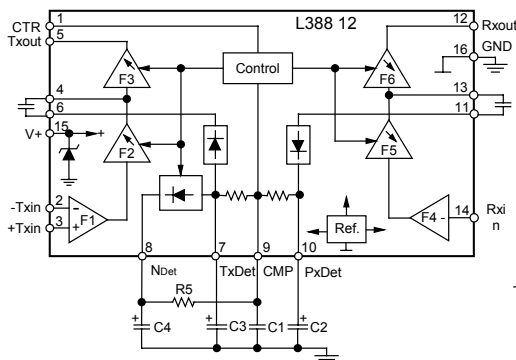 CTR 1 L388 12 12 Rxout
Txout 5 16 GND
F3 Control F6
4 13
6 11
V+ 15 + F2 F5
-Txin 2 - F1 F4 - 14 Rxi
+Txin 3 + Ref. n
8 7 9 10
NDet TxDet CMP PxDet
R5
+ C4 + C3 C1 + C2